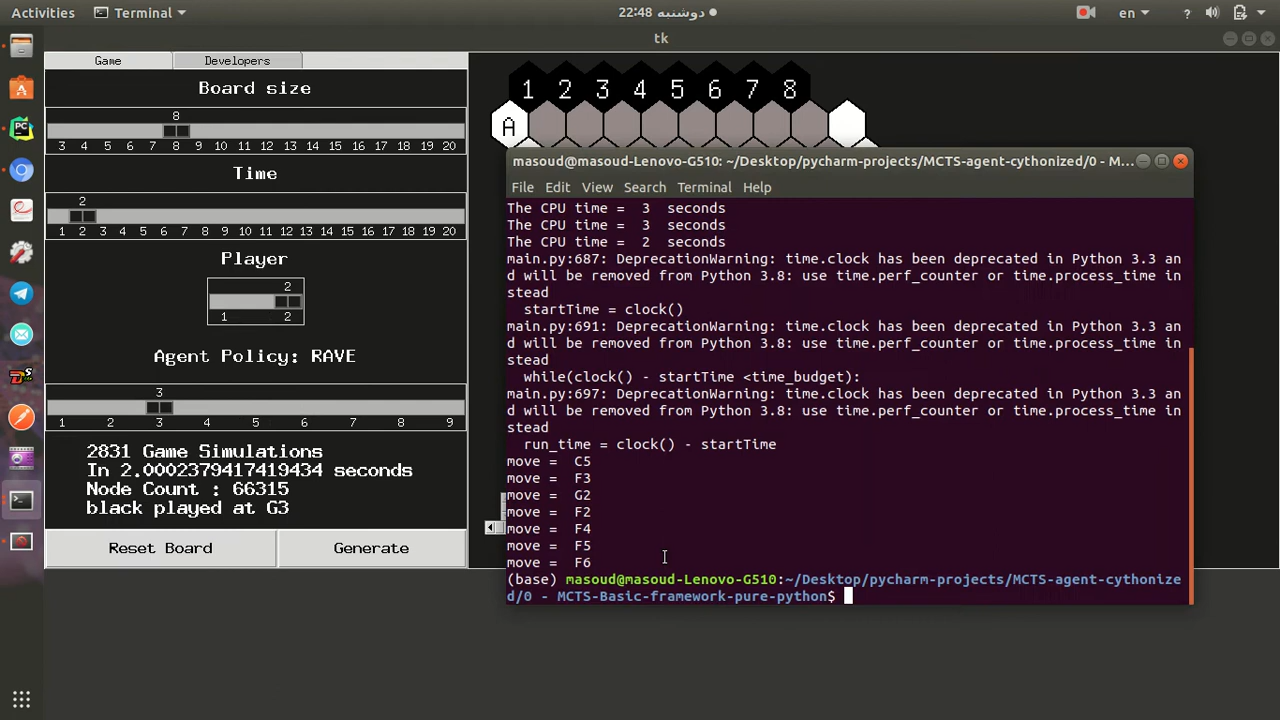 Activities
Terminal
22:48 دوشنبه
en
?
tk
Game
Developers
Board size
8
3 4 5 6 7 8 9 10 11 12 13 14 15 16 17 18 19 20
Time
2
1 2 3 4 5 6 7 8 9 10 11 12 13 14 15 16 17 18 19 20
Player
2
1 2
Agent Policy: RAVE
3
1 2 3 4 5 6 7 8 9
2831 Game Simulations
In 2.0002379417419434 seconds
Node Count : 66315
black played at G3
Reset Board
Generate
1 2 3 4 5 6 7 8
A
masoud@masoud-Lenovo-G510: ~/Desktop/pycharm-projects/MCTS-agent-cythonized/0 - M...
File Edit View Search Terminal Help
The CPU time =  3  seconds
The CPU time =  3  seconds
The CPU time =  2  seconds
main.py:687: DeprecationWarning: time.clock has been deprecated in Python 3.3 an
d will be removed from Python 3.8: use time.perf_counter or time.process_time in
stead
  startTime = clock()
main.py:691: DeprecationWarning: time.clock has been deprecated in Python 3.3 an
d will be removed from Python 3.8: use time.perf_counter or time.process_time in
stead
  while(clock() - startTime <time_budget):
main.py:697: DeprecationWarning: time.clock has been deprecated in Python 3.3 an
d will be removed from Python 3.8: use time.perf_counter or time.process_time in
stead
  run_time = clock() - startTime
move =  C5
move =  F3
move =  G2
move =  F2
move =  F4
move =  F5
move =  F6
(base) masoud@masoud-Lenovo-G510:~/Desktop/pycharm-projects/MCTS-agent-cythonize
d/0 - MCTS-Basic-framework-pure-python$